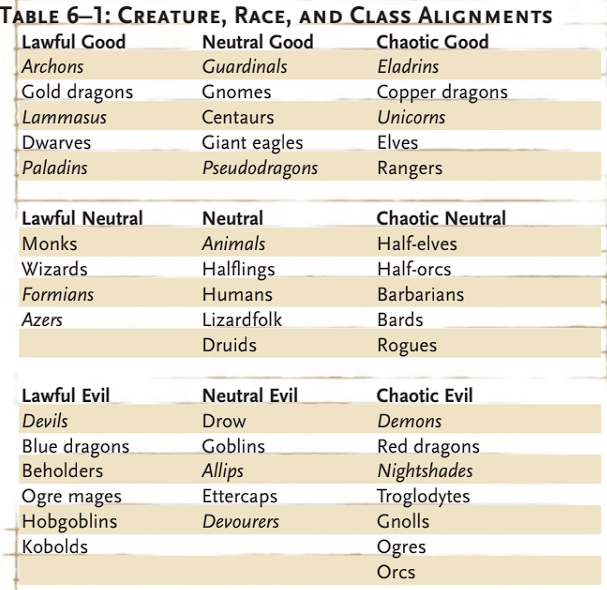 TABLE 6–1: CREATURE, RACE, AND CLASS ALIGNMENTS
Lawful Good Neutral Good Chaotic Good
Archons Guardinals Eladrins
Gold dragons Gnomes Copper dragons
Lammasus Centaurs Unicorns
Dwarves Giant eagles Elves
Paladins Pseudodragons Rangers
Lawful Neutral Neutral Chaotic Neutral
Monks Animals Half-elves
Wizards Halflings Half-orcs
Formians Humans Barbarians
Azers Lizardfolk Bards
Druids Rogues
Lawful Evil Neutral Evil Chaotic Evil
Devils Drow Demons
Blue dragons Goblins Red dragons
Beholders Allips Nightshades
Ogre mages Ettercaps Troglodytes
Hobgoblins Devourers Gnolls
Kobolds Ogres
Orcs